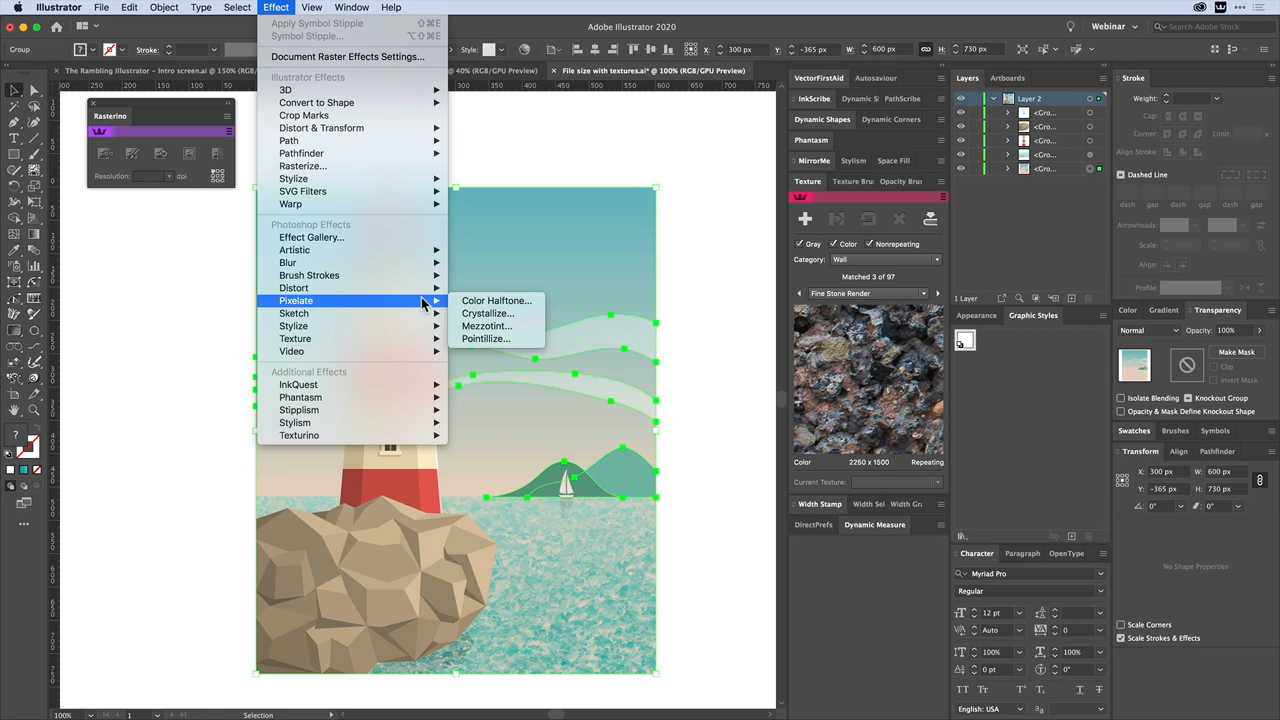 Illustrator File Edit Object Type Select Effect View Window Help
Adobe Illustrator 2020
Webinar
Search Adobe Stock
Group
Stroke:
Style:
X: 300 px
Y: -365 px
W: 600 px
H: 730 px
The Rambling Illustrator - Intro screen.ai @ 150% (R
@ 40% (RGB/GPU Preview)
File size with textures.ai* @ 100% (RGB/GPU Preview)
Rasterino
Resolution: dpi
Apply Symbol Stipple ⇧⌘E
Symbol Stipple... ⌥⇧⌘E
Document Raster Effects Settings...
Illustrator Effects
3D
Convert to Shape
Crop Marks
Distort & Transform
Path
Pathfinder
Rasterize...
Stylize
SVG Filters
Warp
Photoshop Effects
Effect Gallery...
Artistic
Blur
Brush Strokes
Distort
Pixelate
Sketch
Stylize
Texture
Video
Additional Effects
InkQuest
Phantasm
Stipplism
Stylism
Texturino
Color Halftone...
Crystallize...
Mezzotint...
Pointillize...
VectorFirstAid Autosaviour
InkScribe Dynamic S PathScribe
Dynamic Shapes Dynamic Corners
Phantasm
MirrorMe Stylism Space Fill
Texture Texture Bru Opacity Brus
Gray Color Nonrepeating
Category: Wall
Matched 3 of 97
Fine Stone Render
Color 2250 x 1500 Repeating
Current Texture:
Width Stamp Width Sel Width Gr
DirectPrefs Dynamic Measure
Layers Artboards
Layer 2
<Gro...
<Gro...
<Gro...
<Gro...
<Gro...
1 Layer
Appearance Graphic Styles
Character Paragraph OpenType
Myriad Pro
Regular
12 pt
Auto 0
100% 100%
0 pt 0°
English: USA
Stroke
Weight:
Cap:
Corner: Limit: x
Align Stroke:
Dashed Line
dash gap dash gap dash gap
Arrowheads:
Scale:
Align:
Profile:
Color Gradient Transparency
Normal Opacity: 100%
Make Mask
Clip
Invert Mask
Isolate Blending Knockout Group
Opacity & Mask Define Knockout Shape
Swatches Brushes Symbols
Transform Align Pathfinder
X: 300 px W: 600 px
Y: -365 px H: 730 px
0° 0°
No Shape Properties
Scale Corners
Scale Strokes & Effects
100% 1 Selection